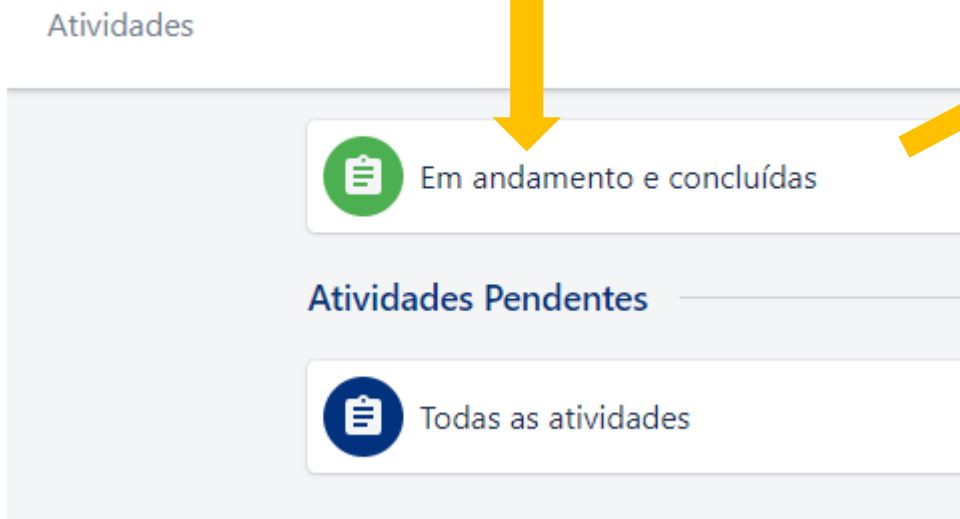 Atividades
Em andamento e concluídas
Atividades Pendentes
Todas as atividades